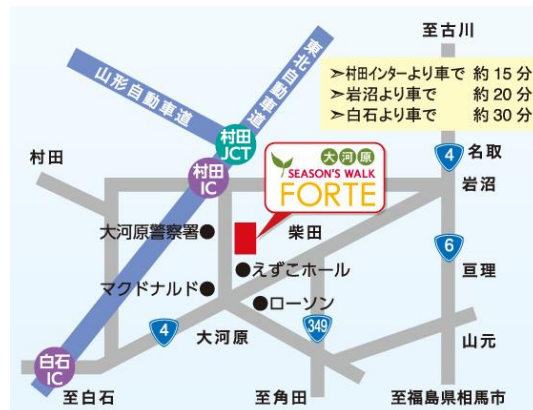 至古川
東北自動車道
山形自動車道
➣村田インターより車で 約15分
➣岩沼より車で 約20分
➣白石より車で 約30分
村田
JCT
村田
IC
村田
大河原
SEASON'S WALK
FORTE
4
名取
岩沼
大河原警察署
柴田
6
亘理
えずこホール
マクドナルド
ローソン
4
大河原
349
山元
白石
IC
至白石
至角田
至福島県相馬市